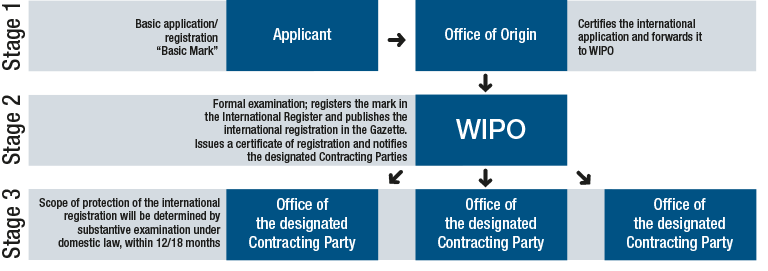 Stage 1
Basic application/
registration
“Basic Mark”
Applicant
Office of Origin
Certifies the international
application and forwards it
to WIPO
Stage 2
Formal examination; registers the mark in
the International Register and publishes the
international registration in the Gazette.
Issues a certificate of registration and notifies
the designated Contracting Parties
WIPO
Stage 3
Scope of protection of the international
registration will be determined by
substantive examination under
domestic law, within 12/18 months
Office of
the designated
Contracting Party
Office of
the designated
Contracting Party
Office of
the designated
Contracting Party